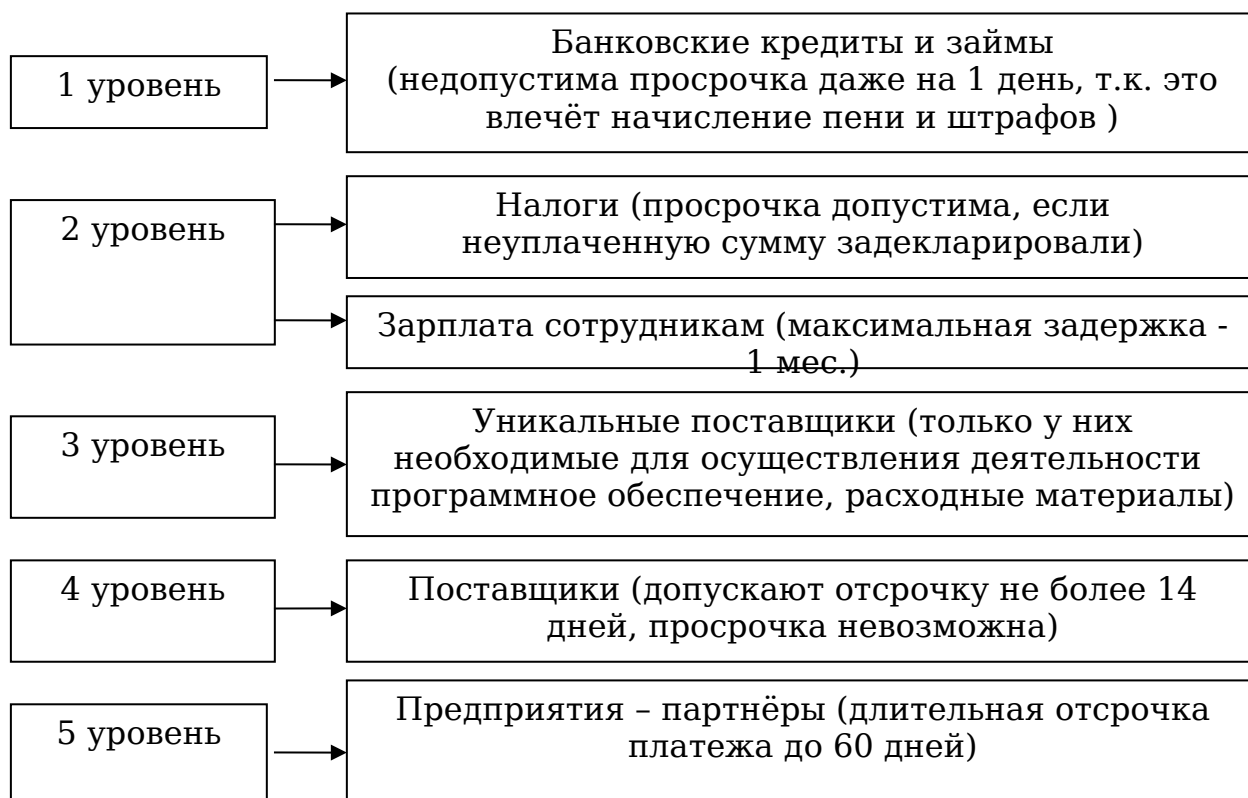 1 уровень
Банковские кредиты и займы
(недопустима просрочка даже на 1 день, т.к. это
влечёт начисление пени и штрафов )
2 уровень
Налоги (просрочка допустима, если
неуплаченную сумму задекларировали)
Зарплата сотрудникам (максимальная задержка -
1 мес.)
3 уровень
Уникальные поставщики (только у них
необходимые для осуществления деятельности
программное обеспечение, расходные материалы)
4 уровень
Поставщики (допускают отсрочку не более 14
дней, просрочка невозможна)
5 уровень
Предприятия – партнёры (длительная отсрочка
платежа до 60 дней)